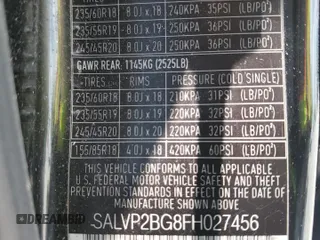 235/60R18 8.0J x 18 240KPA 35PSI (LB/PO²)
235/55R19 8.0J x 19 250KPA 36PSI (LB/PO²)
245/45R20 8.0J x 20 250KPA 36PSI (LB/PO²)
GAWR REAR: 1145KG (2525LB)
TIRES RIMS PRESSURE (COLD SINGLE)
235/60R18 8.0J x 18 210KPA 31PSI (LB/PO²)
235/55R19 8.0J x 19 220KPA 32PSI (LB/PO²)
245/45R20 8.0J x 20 220KPA 32PSI (LB/PO²)
*155/85R18 4.0J x 18 420KPA 60PSI (LB/PO²)
THIS VEHICLE CONFORMS TO ALL APPLICABLE
U.S FEDERAL MOTOR VEHICLE SAFETY, BUMPER
AND THEFT PREVENTION STANDARDS IN EFFECT ON THE DATE
OF MANUFACTURE SHOWN ABOVE
SALVP2BG8FH027456